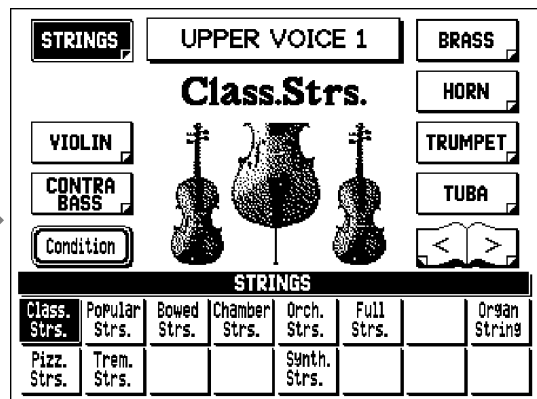 STRINGS
UPPER VOICE 1
BRASS
Class.Strs.
HORN
VIOLIN
TRUMPET
CONTRA
BASS
TUBA
Condition
< >
STRINGS
Class. Strs.
Popular Strs.
Bowed Strs.
Chamber Strs.
Orch. Strs.
Full Strs.
Organ String
Pizz. Strs.
Trem. Strs.
Synth. Strs.